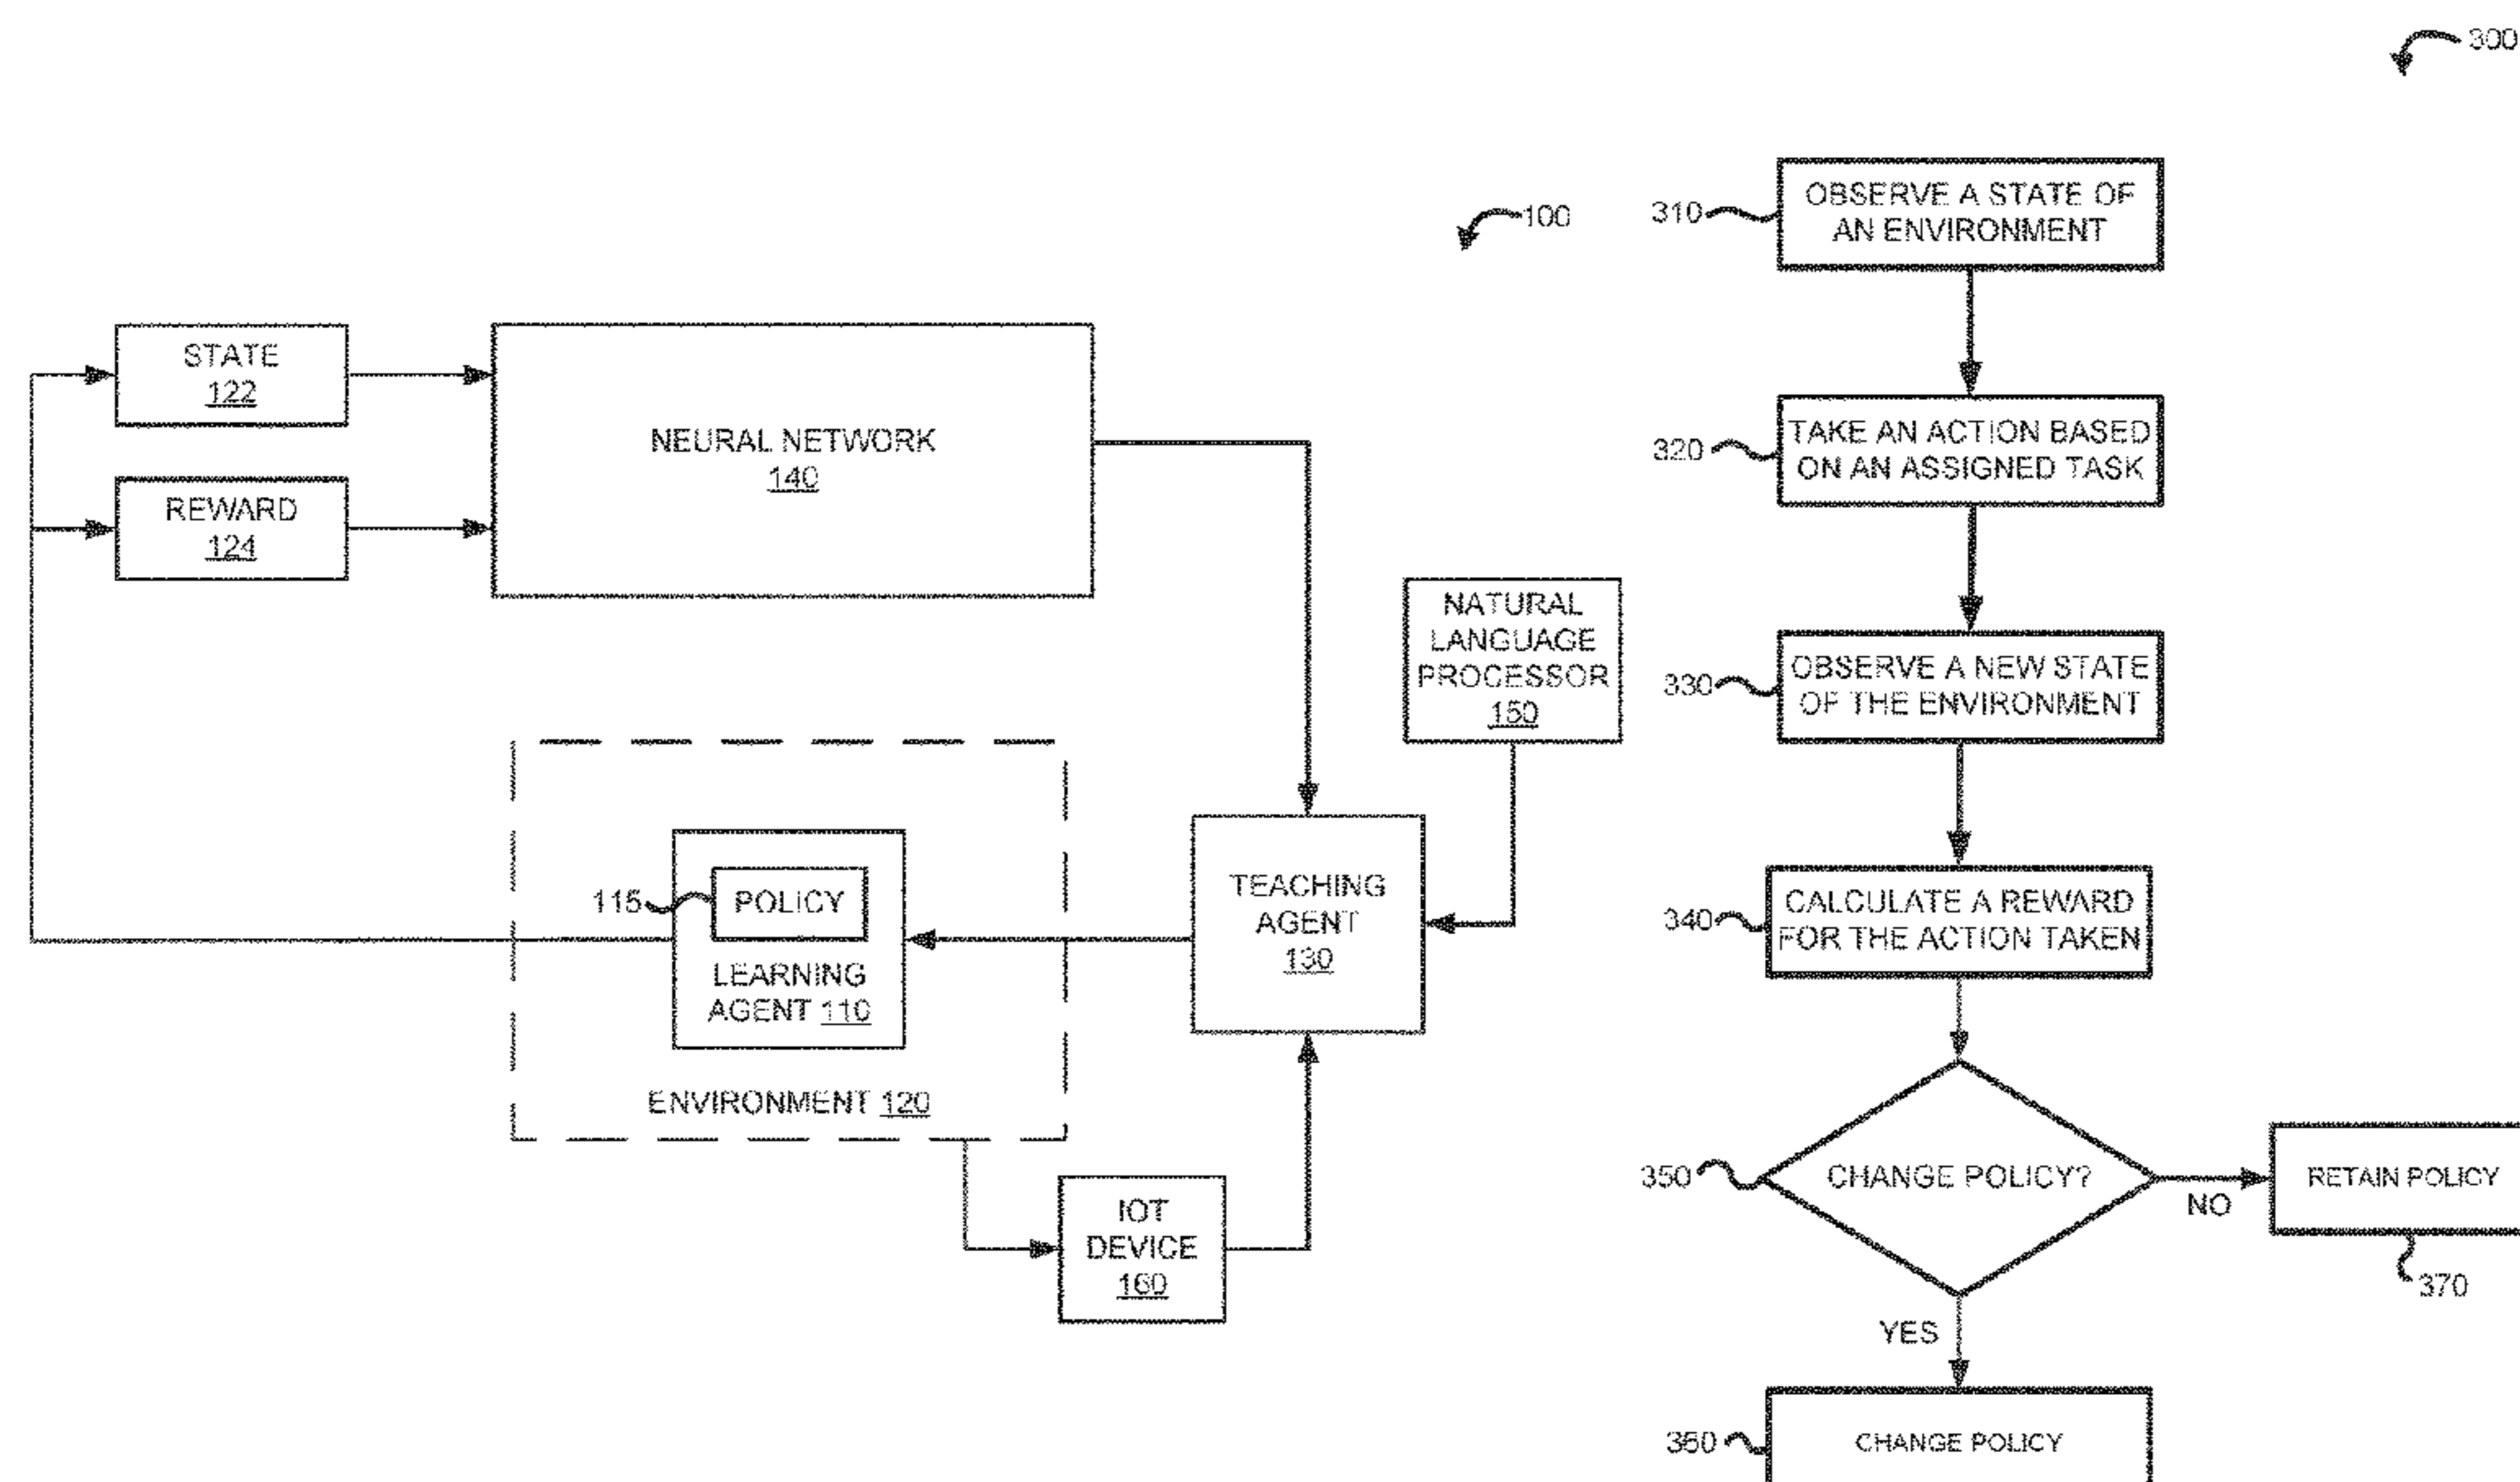 100
STATE
122
REWARD
124
NEURAL NETWORK
140
NATURAL
LANGUAGE
PROCESSOR
150
115
POLICY
LEARNING
AGENT 110
ENVIRONMENT 120
TEACHING
AGENT
130
IOT
DEVICE
160
300
310
OBSERVE A STATE OF
AN ENVIRONMENT
320
TAKE AN ACTION BASED
ON AN ASSIGNED TASK
330
OBSERVE A NEW STATE
OF THE ENVIRONMENT
340
CALCULATE A REWARD
FOR THE ACTION TAKEN
350
CHANGE POLICY?
NO
RETAIN POLICY
370
YES
CHANGE POLICY